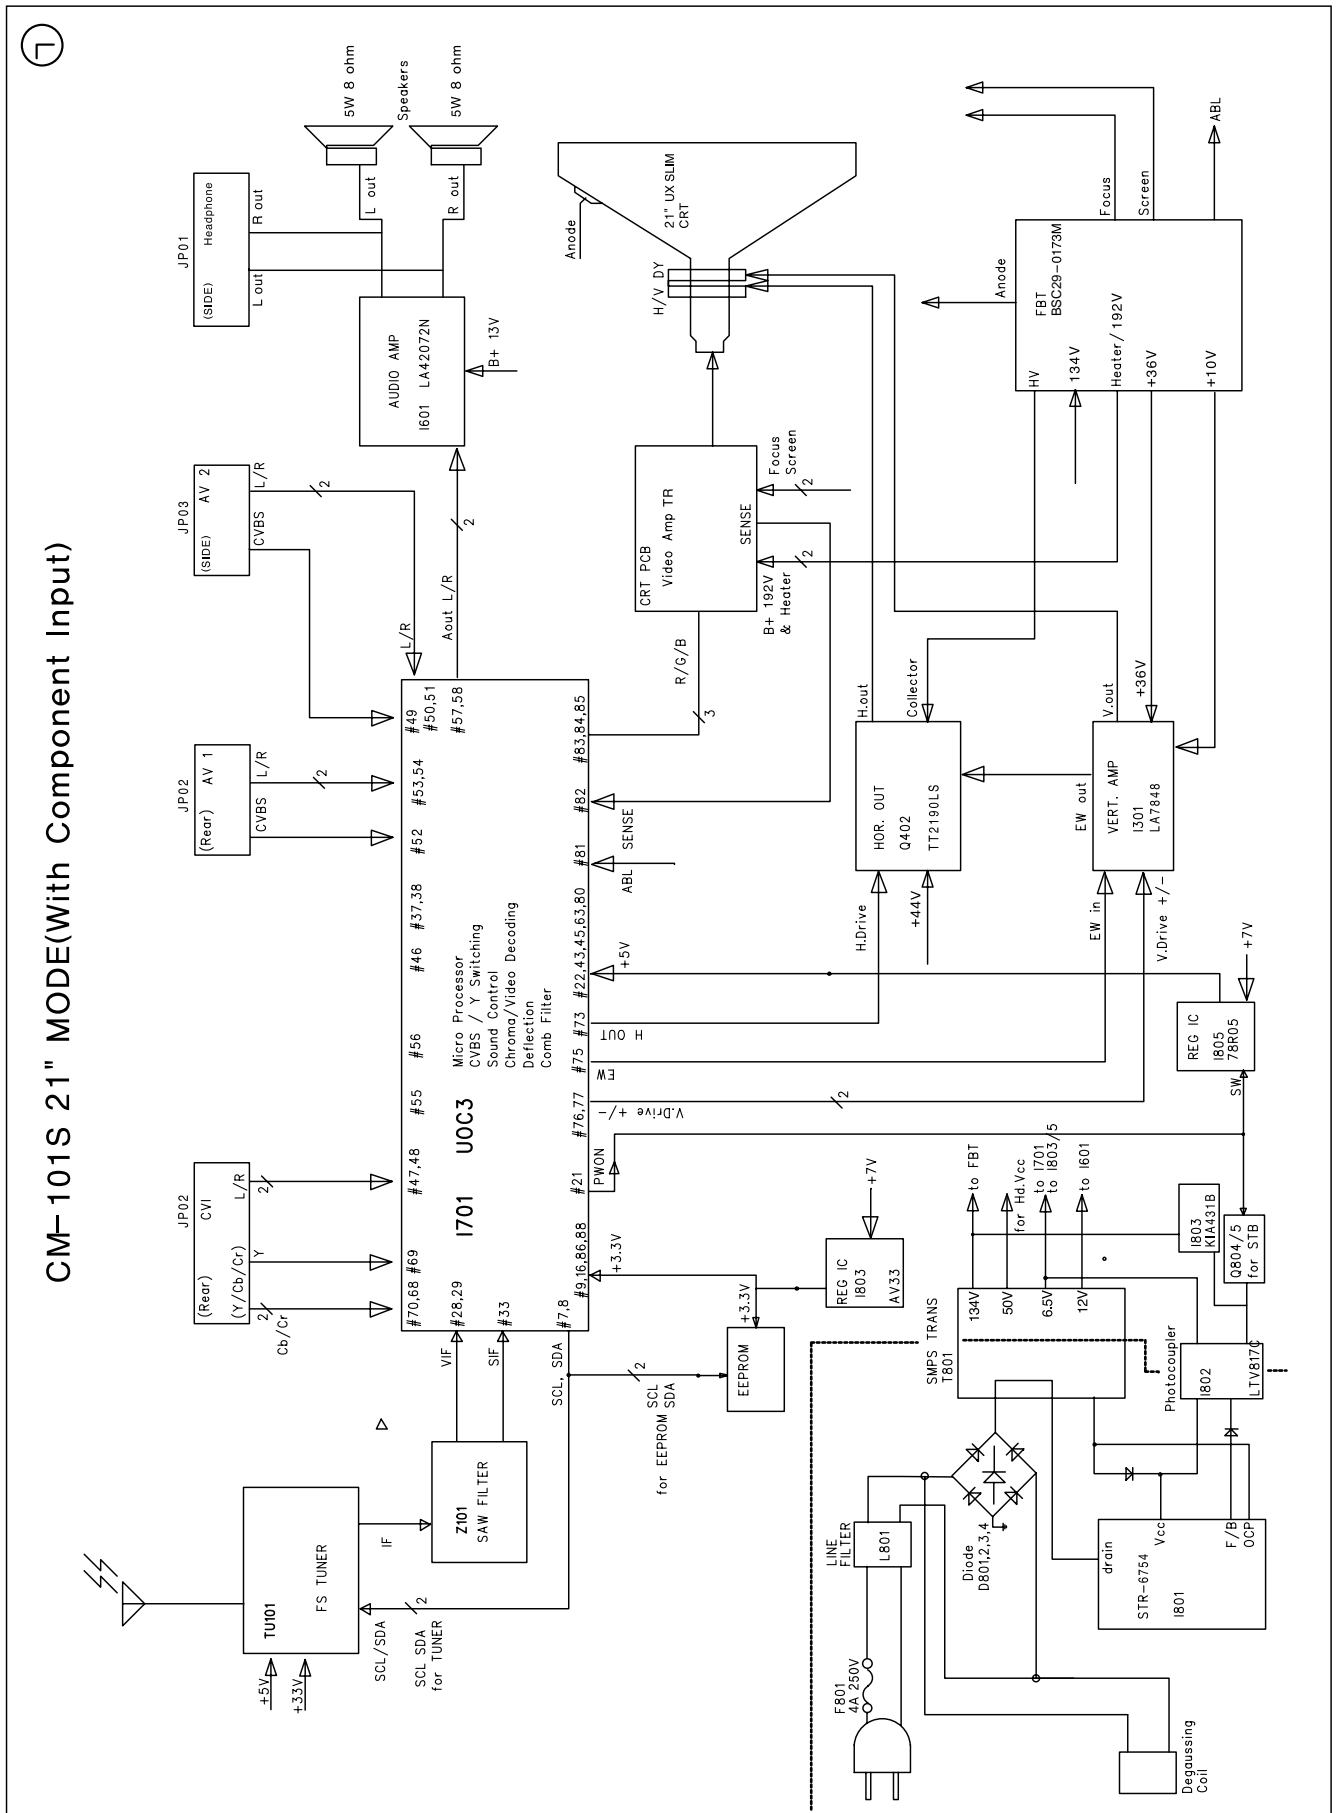 L
CM-101S 21" MODE(With Component Input)
TU101
FS TUNER
+5V
+33V
IF
SCL/SDA
2
SCL SDA
for TUNER
Z101
SAW FILTER
VIF
SIF
SCL, SDA
2
SCL
for EEPROM SDA
EEPROM
+3.3V
+3.3V
REG IC
I803
AV33
+7V
JP02
(Rear)
CVI
(Y/Cb/Cr)
L/R
2
Y
2
Cb/Cr
JP02
(Rear)
AV 1
CVBS
L/R
2
JP03
(SIDE)
AV 2
CVBS
L/R
2
L/R
JP01
(SIDE)
Headphone
L out
R out
AUDIO AMP
I601 LA42072N
B+ 13V
L out
R out
5W 8 ohm
Speakers
5W 8 ohm
Aout L/R
2
#70,68
#69
#47,48
#55
#56
#46
#37,38
#52
#53,54
#49
#50,51
#57,58
#28,29
#33
I701
UOC3
Micro Processor
CVBS / Y Switching
Sound Control
Chroma/Video Decoding
Deflection
Comb Filter
#7,8
#9,16,86,88
#21
#76,77
#75
#73
#22,43,45,63,80
#81
#82
#83,84,85
PWON
V.Drive +/-
2
EW
H OUT
+5V
ABL
SENSE
R/G/B
3
CRT PCB
Video Amp TR
SENSE
B+ 192V
& Heater
2
Focus
Screen
2
H/V DY
Anode
21" UX SLIM
CRT
H.Drive
+44V
HOR. OUT
Q402
TT2190LS
H.out
Collector
EW in
V.Drive +/-
EW out
VERT. AMP
I301
LA7848
V.out
+36V
HV
134V
Heater/192V
+36V
+10V
FBT
BSC29-0173M
Anode
Focus
Screen
ABL
REG IC
I805
78R05
+7V
SW
F801
4A 250V
LINE
FILTER
L801
Diode
D801,2,3,4
Degaussing
Coil
SMPS TRANS
T801
134V
50V
6.5V
12V
to FBT
for Hd.Vcc
to I701
to I803/5
to I601
I803
KIA431B
Q804/5
for STB
Photocoupler
I802
LTV817C
drain
Vcc
F/B
OCP
STR-6754
I801